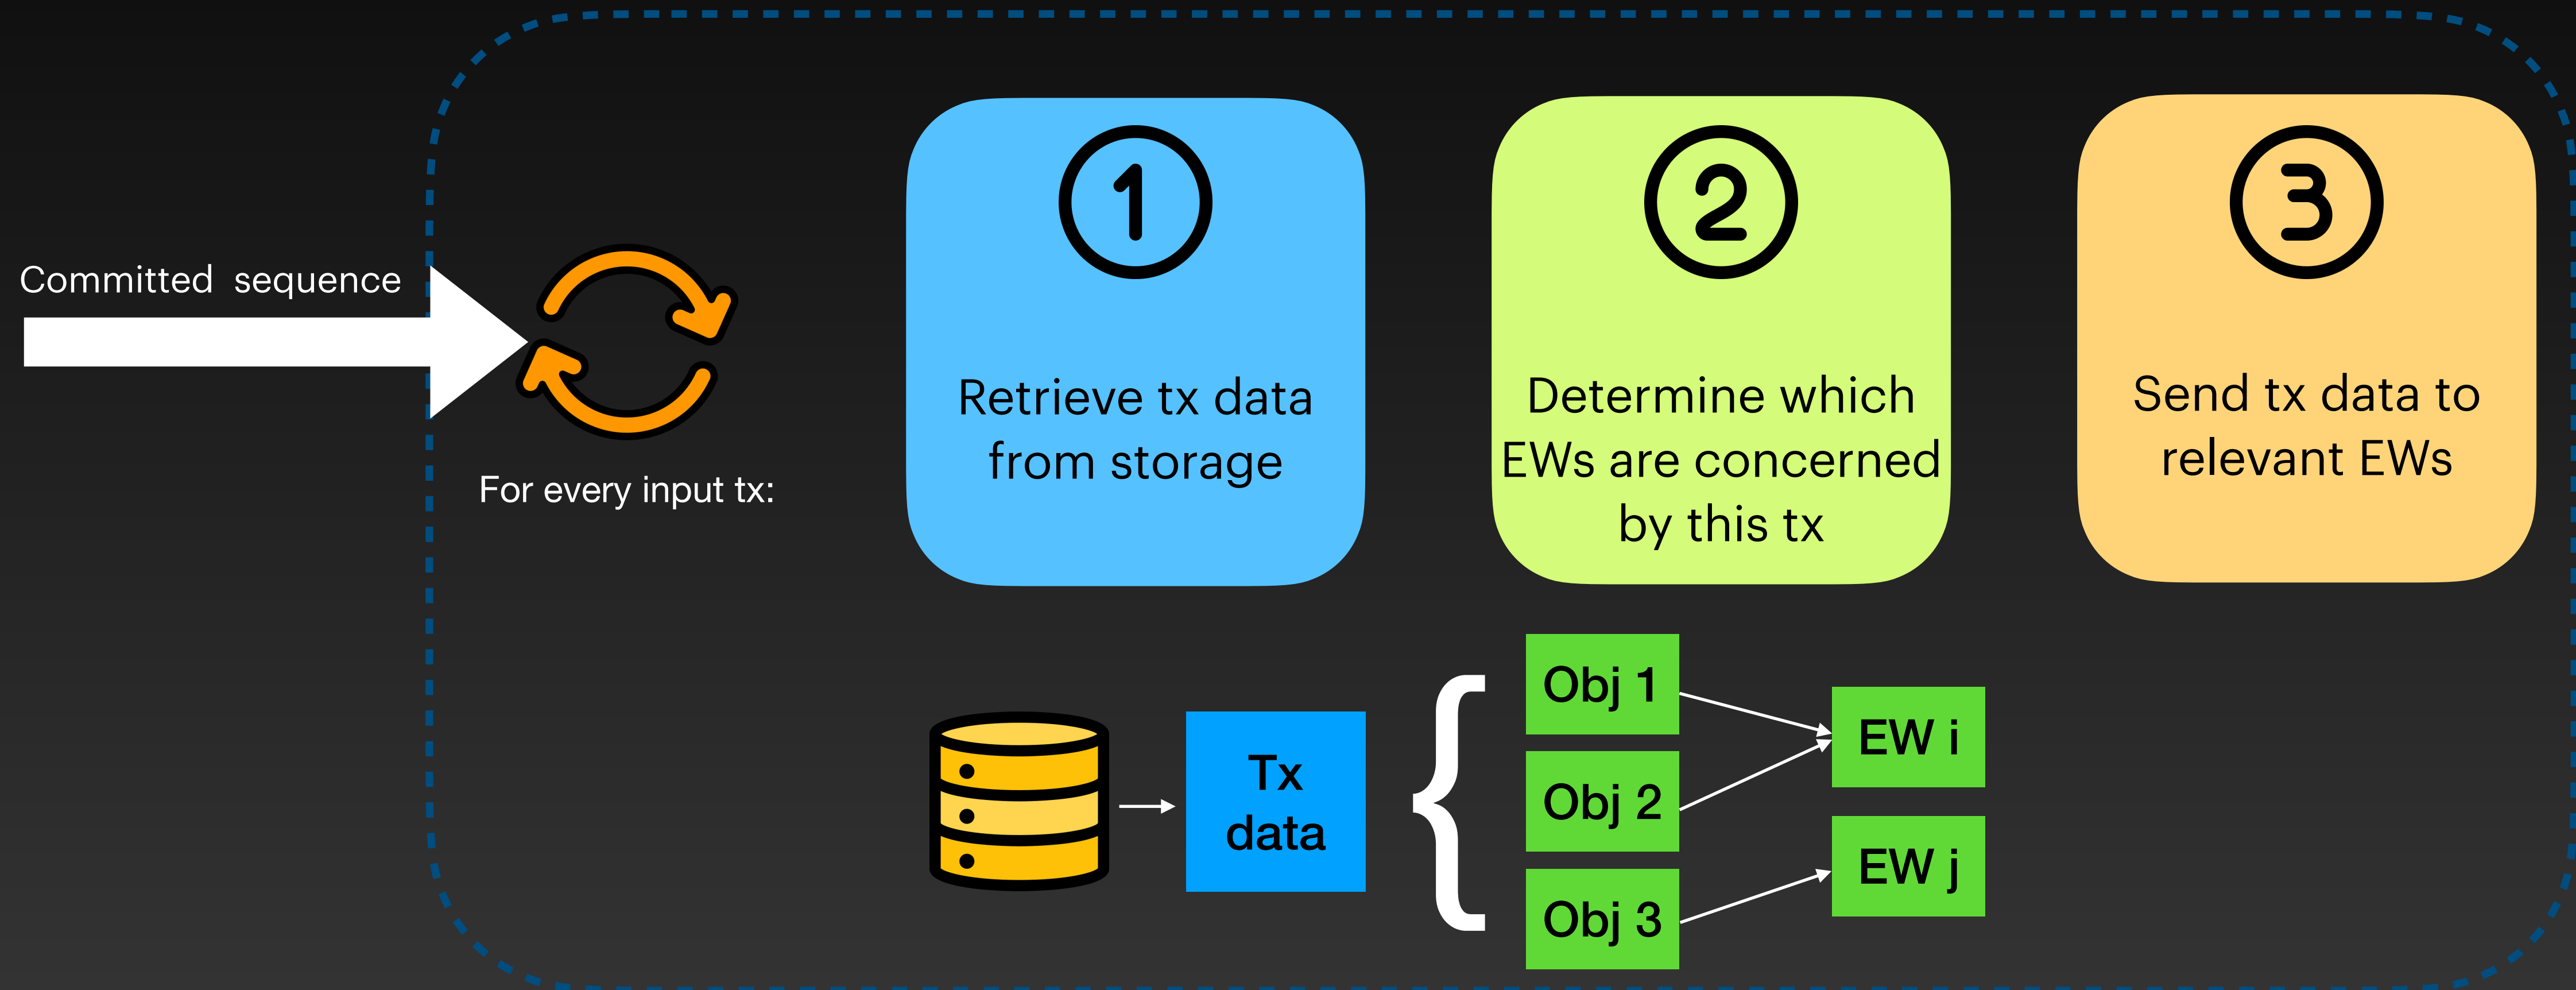 Committed sequence
For every input tx:
1
Retrieve tx data
from storage
2
Determine which
EWs are concerned
by this tx
3
Send tx data to
relevant EWs
Tx
data
{
Obj 1
Obj 2
Obj 3
EW i
EW j